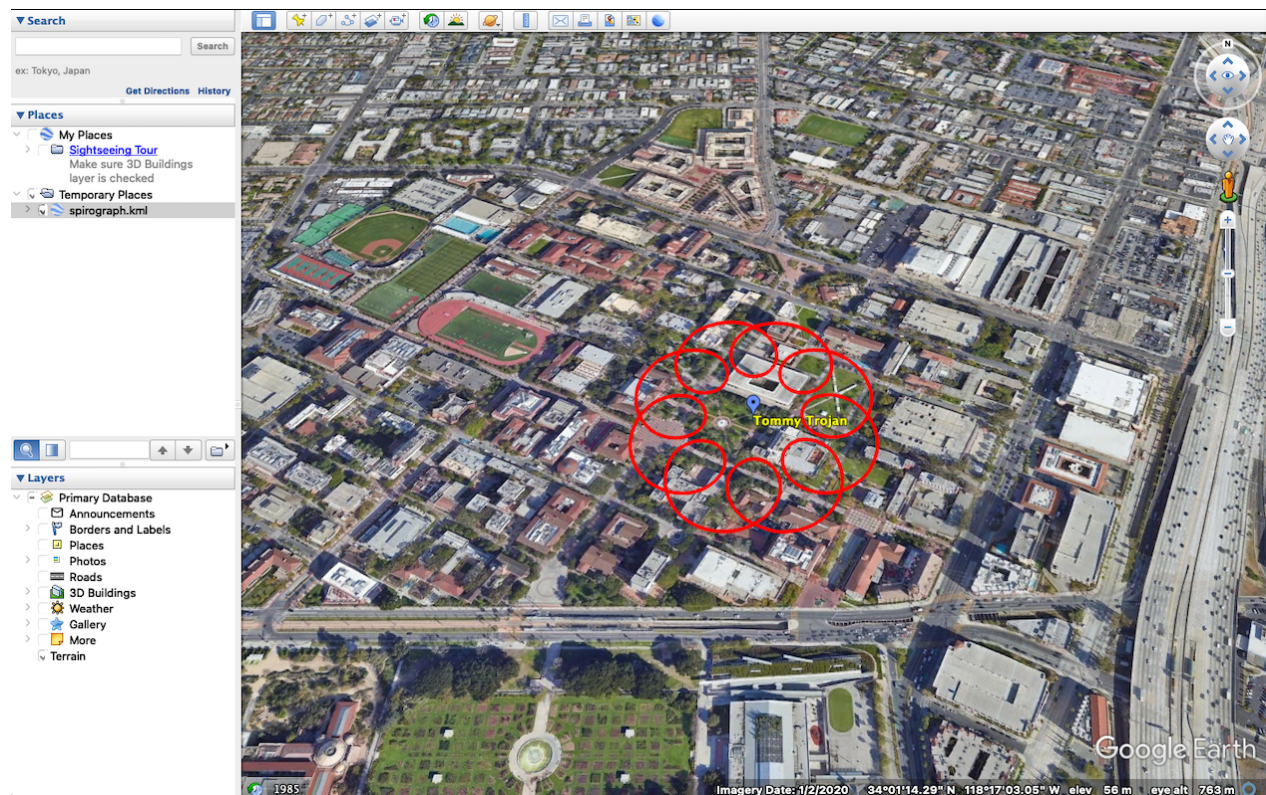 Search
Search
ex: Tokyo, Japan
Get Directions History
Places
My Places
Sightseeing Tour
Make sure 3D Buildings
layer is checked
Temporary Places
spirograph.kml
Layers
Primary Database
Announcements
Borders and Labels
Places
Photos
Roads
3D Buildings
Weather
Gallery
More
Terrain
N
Tommy Trojan
Google Earth
1985
Imagery Date: 1/2/2020 34°01'14.29" N 118°17'03.05" W elev 56 m eye alt 763 m